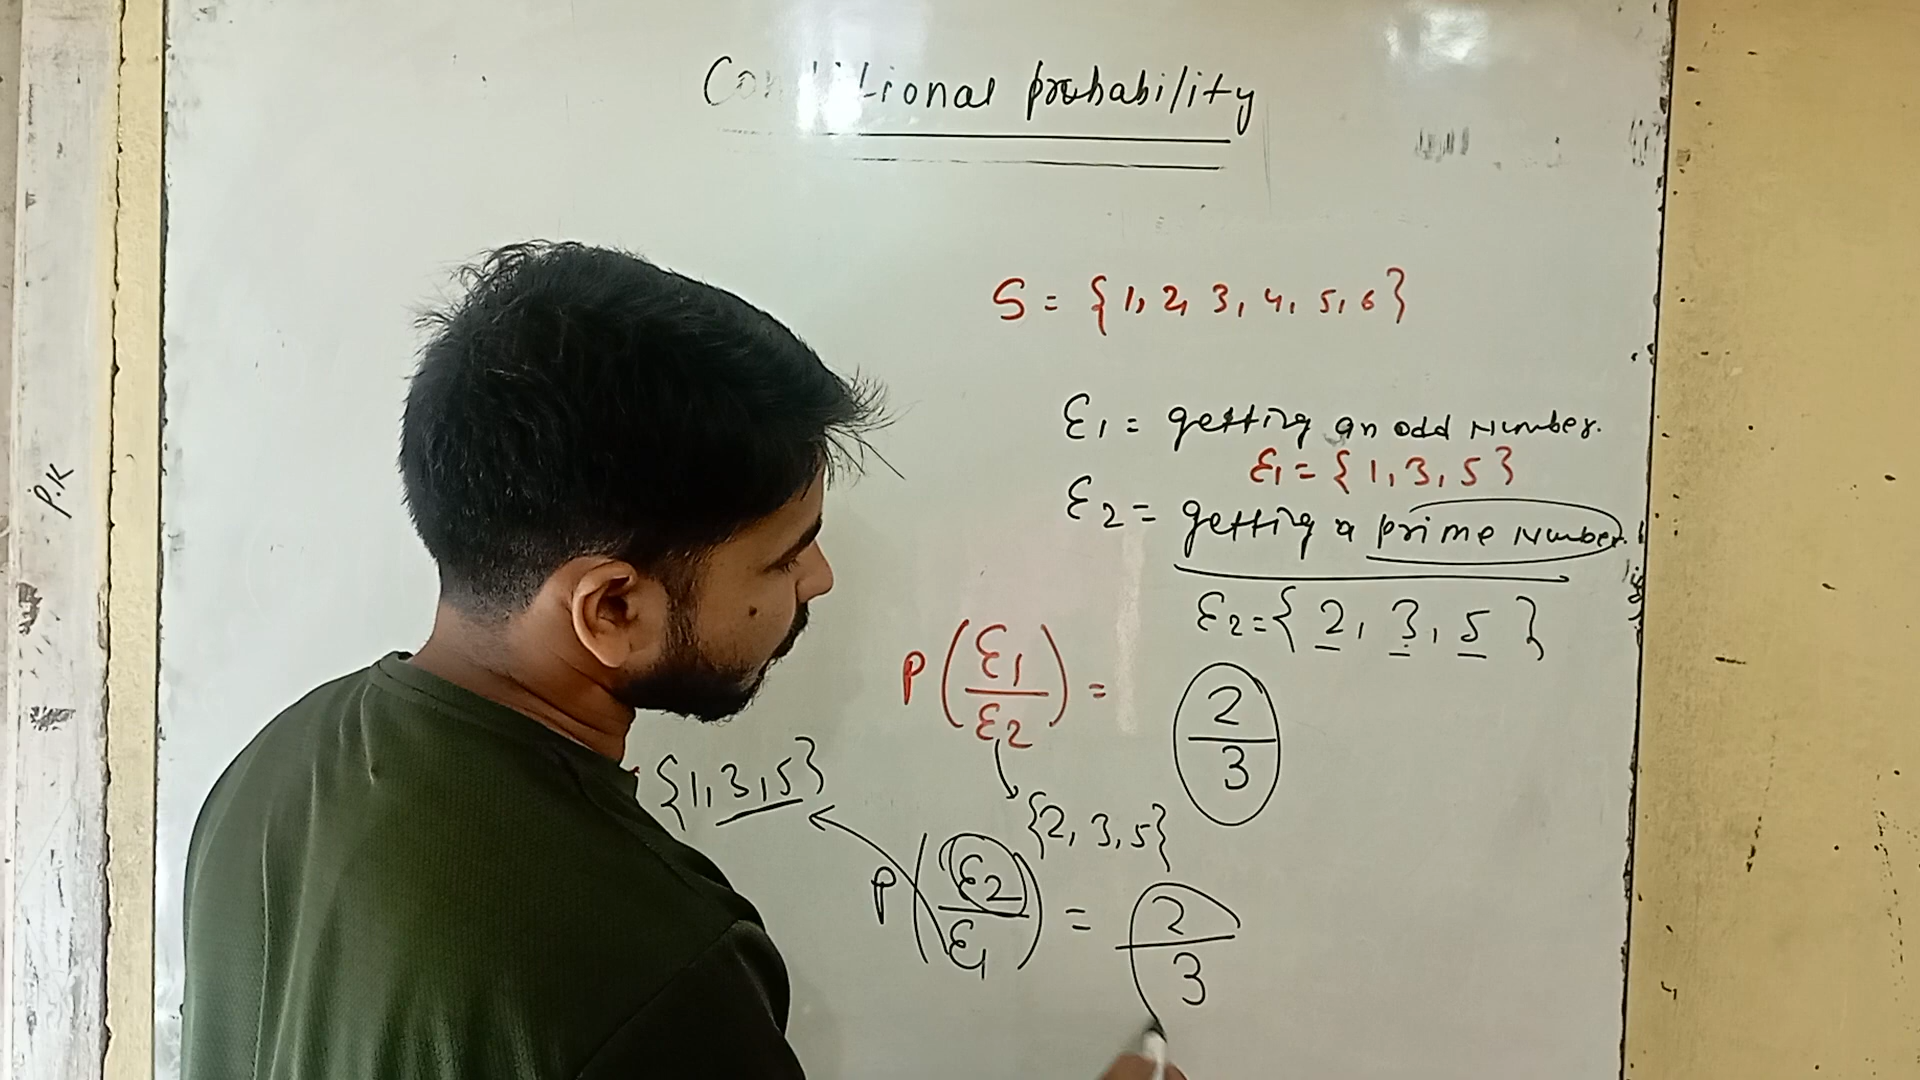 Conditional probability
S = {1, 2, 3, 4, 5, 6}
E1 = getting an odd Number.
E1 = {1, 3, 5}
E2 = getting a prime Number.
E2 = {2, 3, 5}
P(E1/E2) = 2/3
{1, 3, 5}
{2, 3, 5}
P(E2/E1) = 2/3
P.K